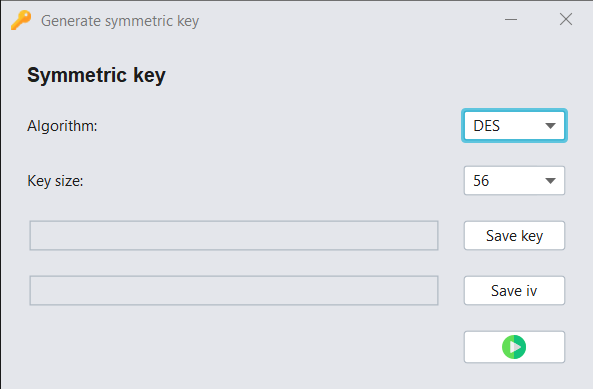 Generate symmetric key
Symmetric key
Algorithm:
DES
Key size:
56
Save key
Save iv